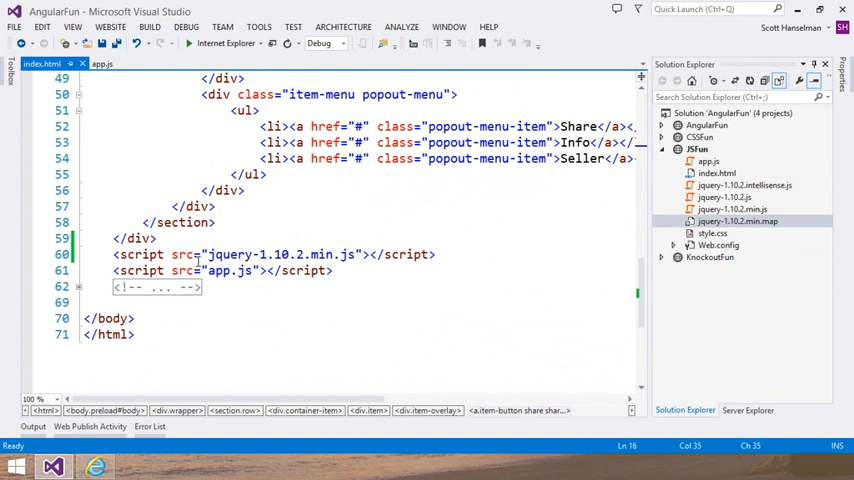 AngularFun - Microsoft Visual Studio
Quick Launch (Ctrl+Q)
FILE EDIT VIEW WEBSITE BUILD DEBUG TEAM TOOLS TEST ARCHITECTURE ANALYZE WINDOW HELP
Scott Hanselman SH
Internet Explorer Debug
Toolbox
index.html app.js
49 </div>
50 <div class="item-menu popout-menu">
51 <ul>
52 <li><a href="#" class="popout-menu-item">Share</a></
53 <li><a href="#" class="popout-menu-item">Info</a></l
54 <li><a href="#" class="popout-menu-item">Seller</a>
55 </ul>
56 </div>
57 </div>
58 </section>
59 </div>
60 <script src="jquery-1.10.2.min.js"></script>
61 <script src="app.js"></script>
62 <!-- ... -->
69
70 </body>
71 </html>
100 %
<html> <body.preload#body> <div.wrapper> <section.row> <div.container-item> <div.item> <div.item-overlay> <a.item-button share shar...>
Output Web Publish Activity Error List
Ready Ln 16 Col 35 Ch 35 INS
Solution Explorer
Search Solution Explorer (Ctrl+;)
Solution 'AngularFun' (4 projects)
AngularFun
CSSFun
JSFun
app.js
index.html
jquery-1.10.2.intellisense.js
jquery-1.10.2.js
jquery-1.10.2.min.js
jquery-1.10.2.min.map
style.css
Web.config
KnockoutFun
Solution Explorer Server Explorer
Properties